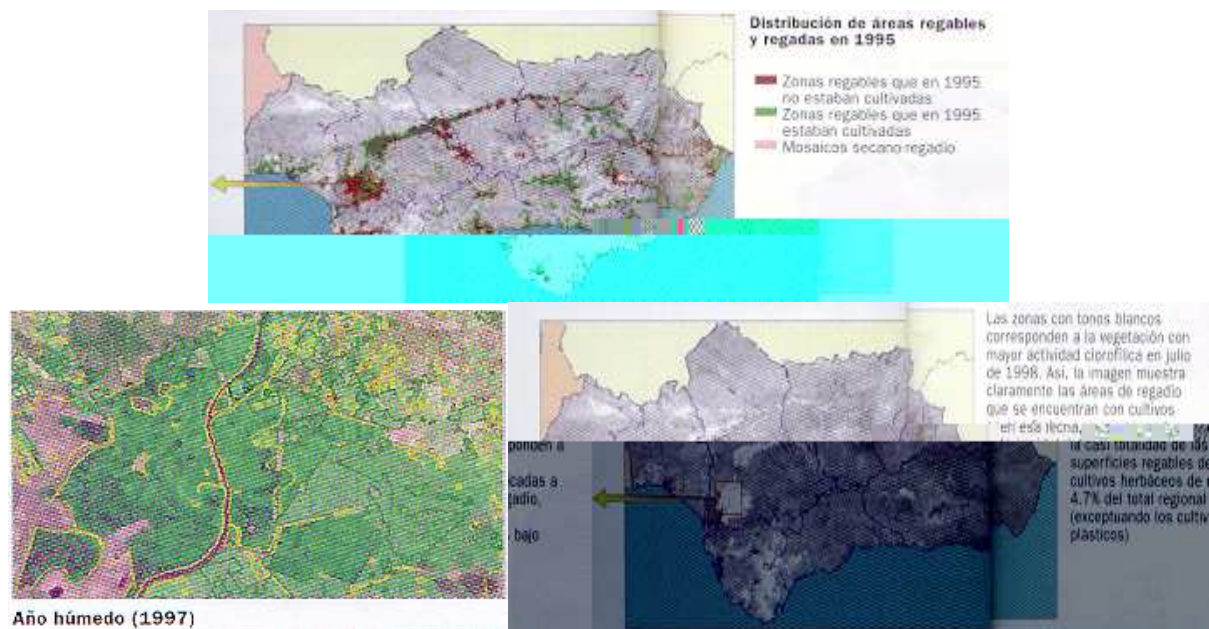 Distribución de áreas regables
y regadas en 1995
Zonas regables que en 1995
no estaban cultivadas
Zonas regables que en 1995
estaban cultivadas
Mosaicos secano-regadío
Año húmedo (1997)
Las zonas con tonos blancos
corresponden a la vegetación con
mayor actividad clorofílica en julio
de 1998. Así, la imagen muestra
claramente las áreas de regadío
que se encuentran con cultivos
en esa fecha,
bajo
la casi totalidad de las
superficies regables de
cultivos herbáceos de
4.7% del total regional
(exceptuando los
plásticos)